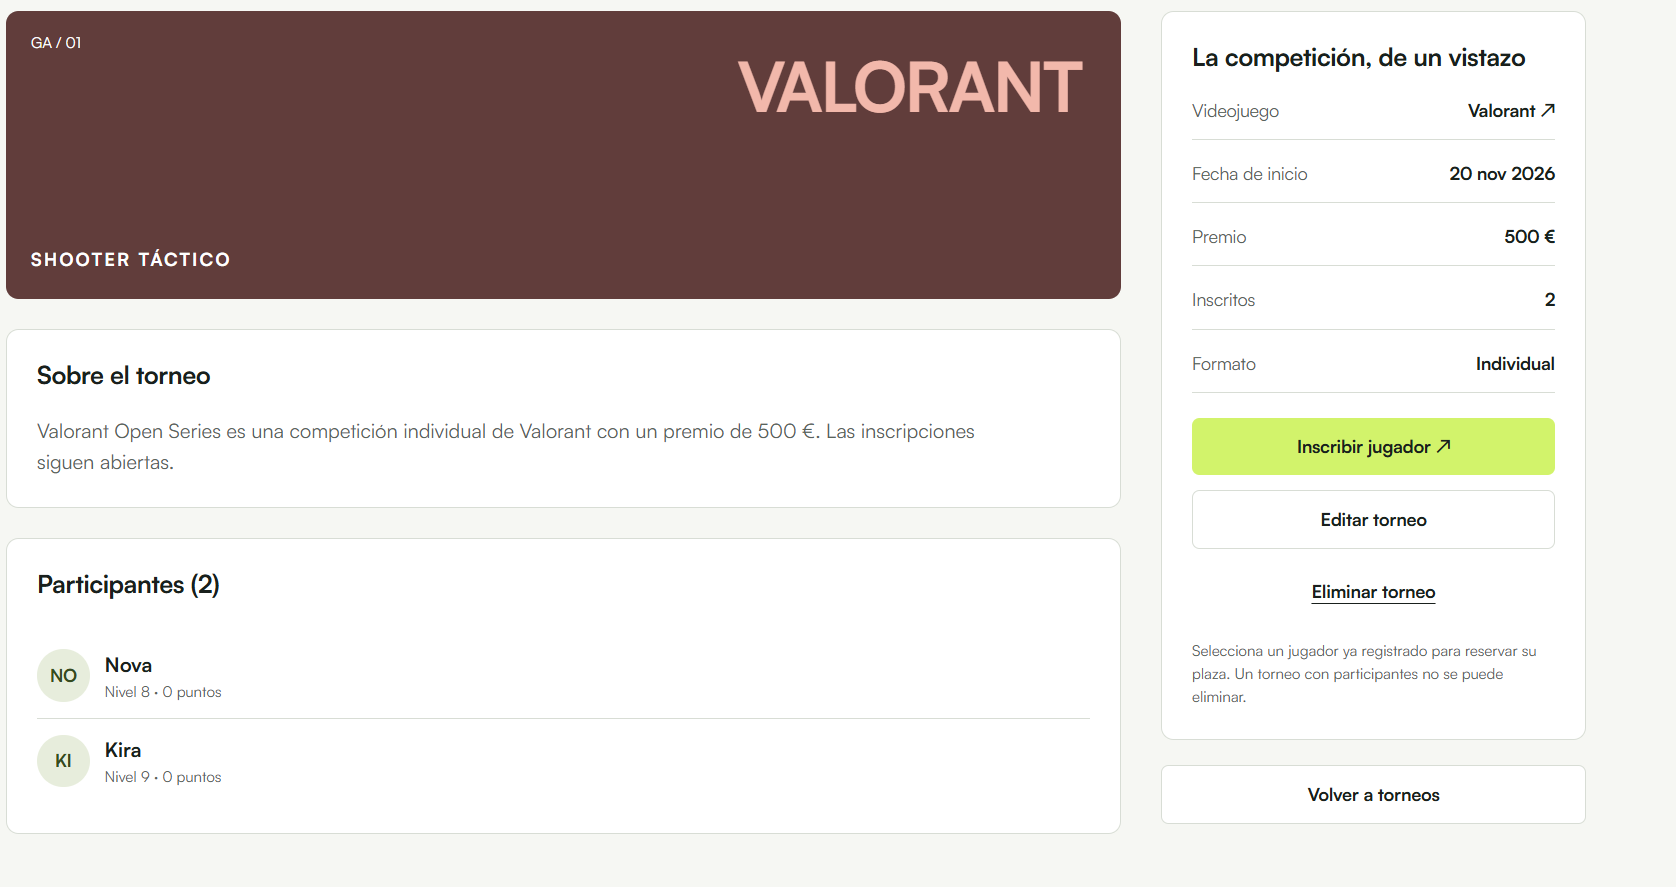 GA / 01
VALORANT
SHOOTER TÁCTICO
Sobre el torneo
Valorant Open Series es una competición individual de Valorant con un premio de 500 €. Las inscripciones
siguen abiertas.
Participantes (2)
NO
Nova
Nivel 8 · 0 puntos
KI
Kira
Nivel 9 · 0 puntos
La competición, de un vistazo
Videojuego Valorant ↗
Fecha de inicio 20 nov 2026
Premio 500 €
Inscritos 2
Formato Individual
Inscribir jugador ↗
Editar torneo
Eliminar torneo
Selecciona un jugador ya registrado para reservar su
plaza. Un torneo con participantes no se puede
eliminar.
Volver a torneos